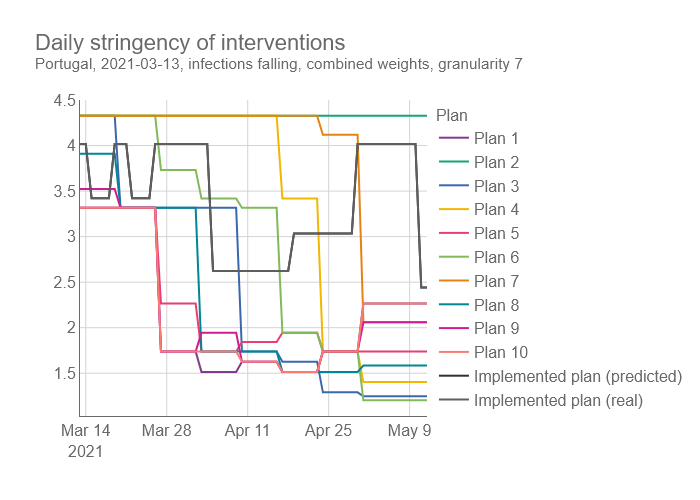 Daily stringency of interventions
Portugal, 2021-03-13, infections falling, combined weights, granularity 7
4.5
4
3.5
3
2.5
2
1.5
Mar 14
2021
Mar 28
Apr 11
Apr 25
May 9
Plan
Plan 1
Plan 2
Plan 3
Plan 4
Plan 5
Plan 6
Plan 7
Plan 8
Plan 9
Plan 10
Implemented plan (predicted)
Implemented plan (real)